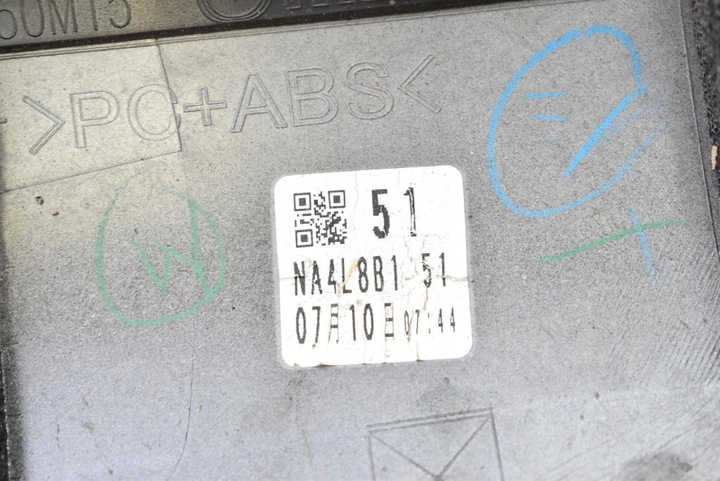 >PC+ABS<
W
51
NA4L8B1 51
07月10日 07:44